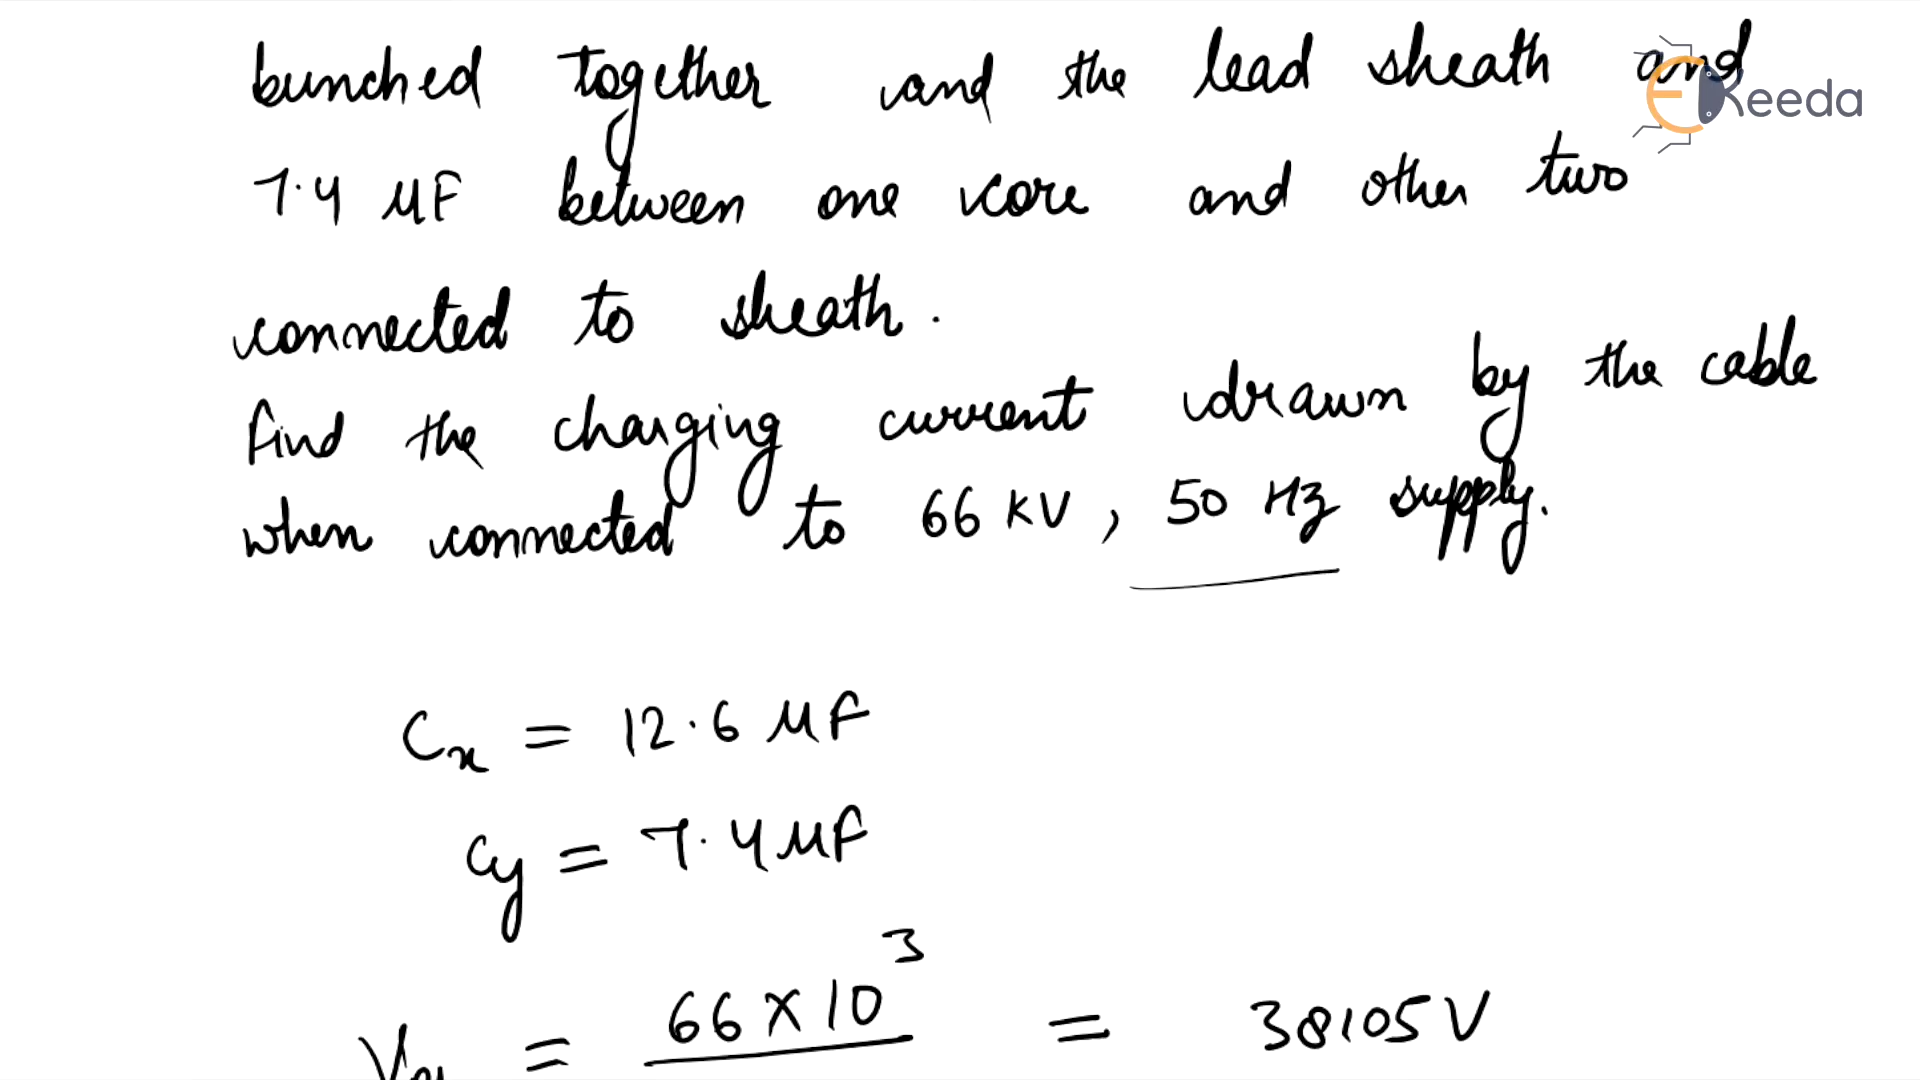 bunched together and the lead sheath and
EKeeda
7.4 μF between one core and other two
connected to sheath.
find the charging current drawn by the cable
when connected to 66 KV, 50 Hz supply.
Cx = 12.6 μF
Cy = 7.4 μF
66 × 10³ = 38105 V